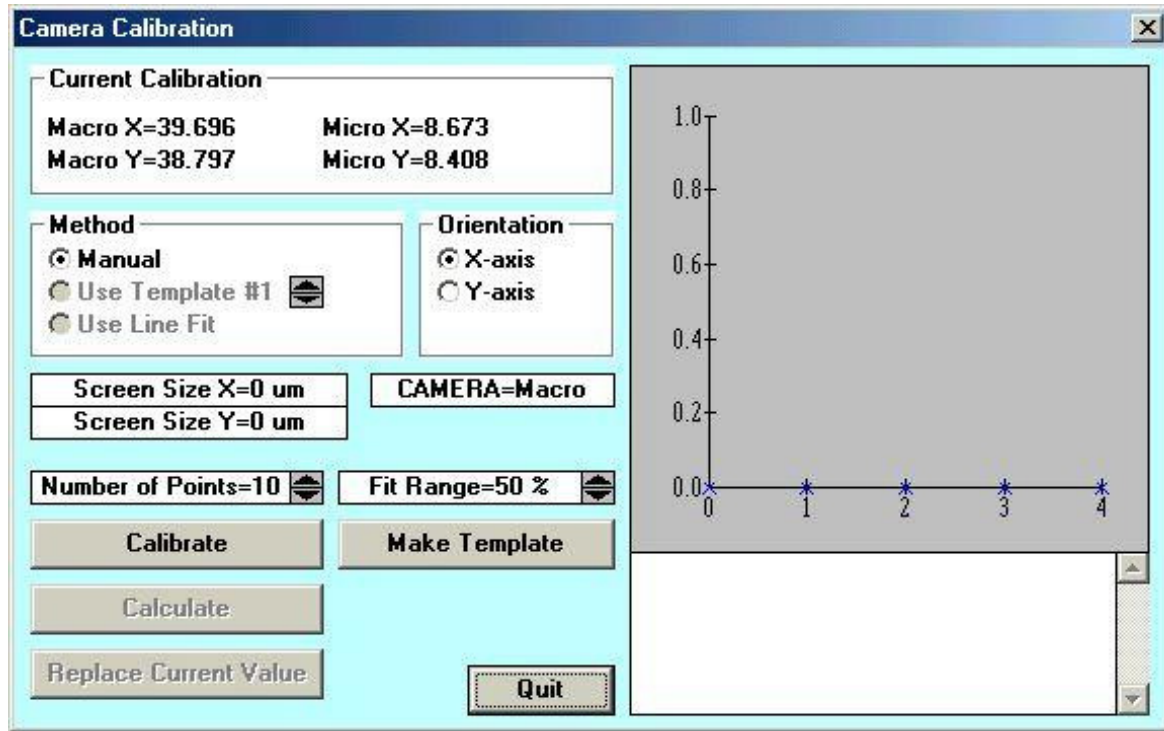 Camera Calibration
Current Calibration
Macro X=39.696 Micro X=8.673
Macro Y=38.797 Micro Y=8.408
Method
Manual
Use Template #1
Use Line Fit
Orientation
X-axis
Y-axis
Screen Size X=0 um
Screen Size Y=0 um
CAMERA=Macro
Number of Points=10
Fit Range=50 %
Calibrate
Make Template
Calculate
Replace Current Value
Quit
1.0
0.8
0.6
0.4
0.2
0.0
0 1 2 3 4